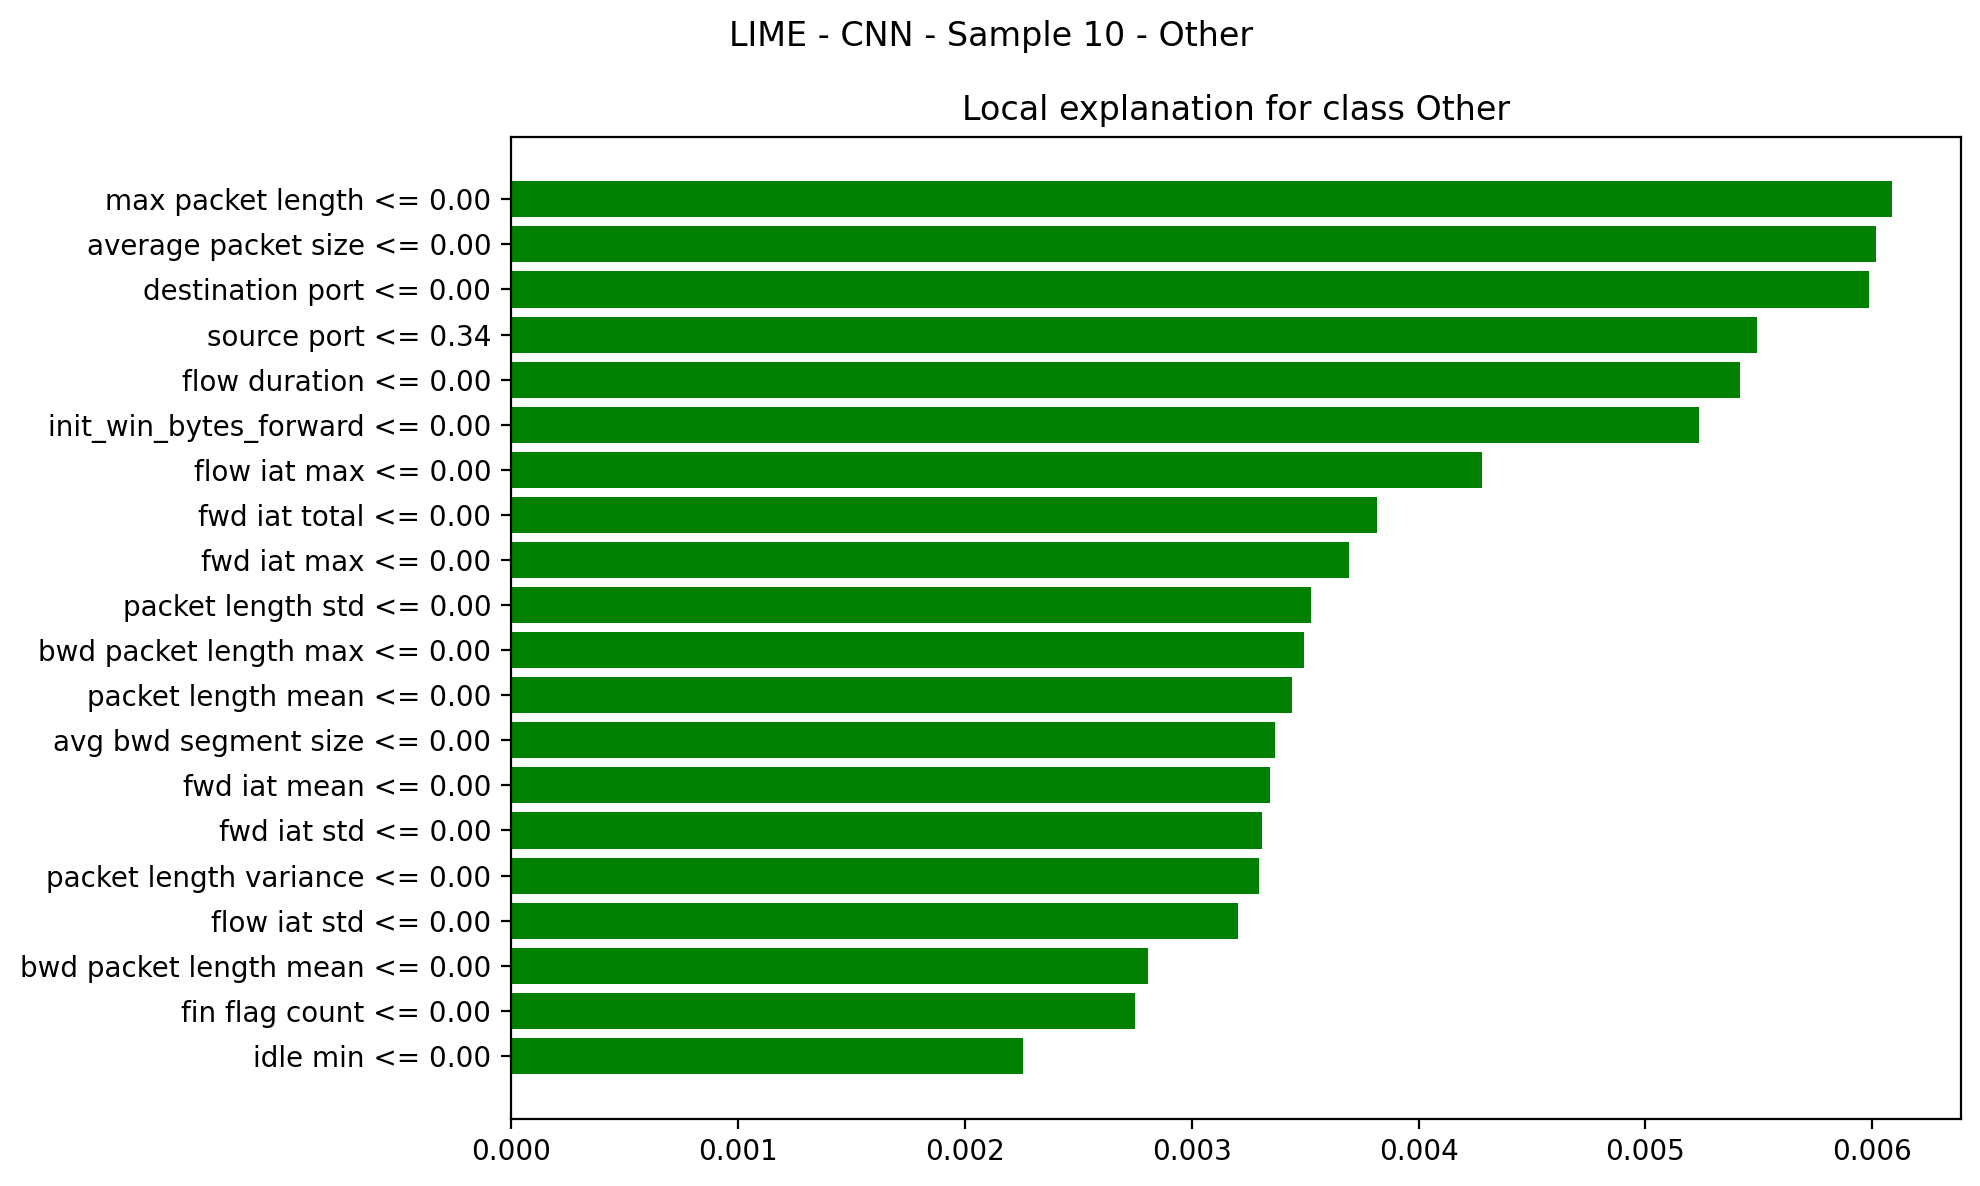 LIME - CNN - Sample 10 - Other
Local explanation for class Other
max packet length <= 0.00
average packet size <= 0.00
destination port <= 0.00
source port <= 0.34
flow duration <= 0.00
init_win_bytes_forward <= 0.00
flow iat max <= 0.00
fwd iat total <= 0.00
fwd iat max <= 0.00
packet length std <= 0.00
bwd packet length max <= 0.00
packet length mean <= 0.00
avg bwd segment size <= 0.00
fwd iat mean <= 0.00
fwd iat std <= 0.00
packet length variance <= 0.00
flow iat std <= 0.00
bwd packet length mean <= 0.00
fin flag count <= 0.00
idle min <= 0.00
0.000 0.001 0.002 0.003 0.004 0.005 0.006